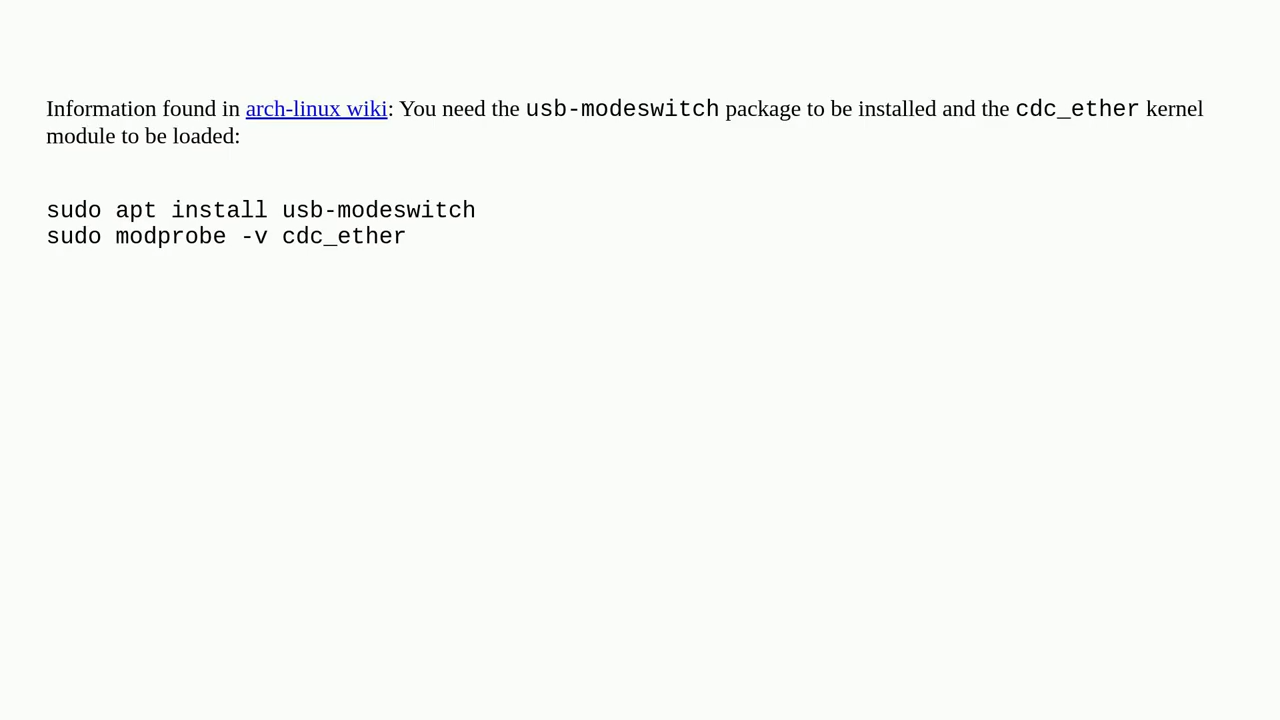 Information found in arch-linux wiki: You need the usb-modeswitch package to be installed and the cdc_ether kernel
module to be loaded:
sudo apt install usb-modeswitch
sudo modprobe -v cdc_ether